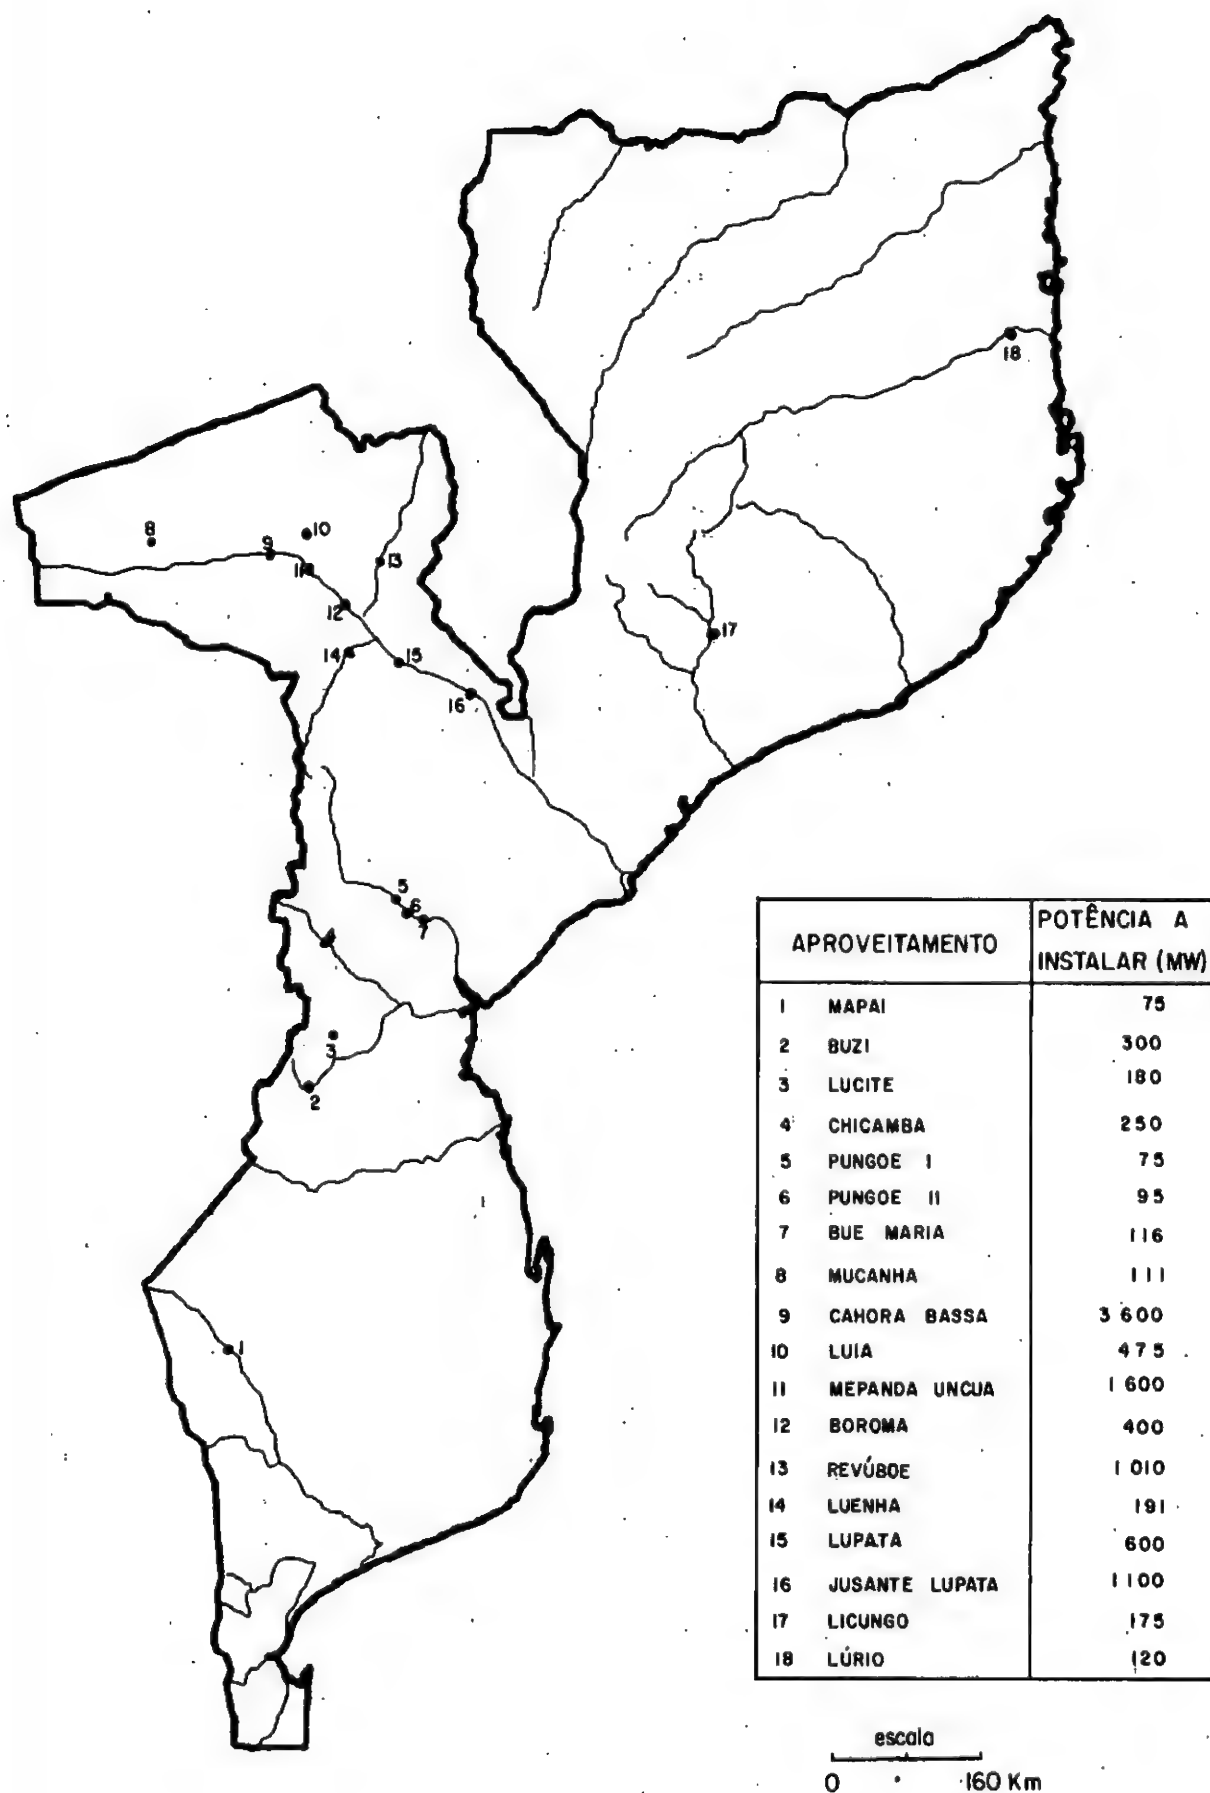 18
8
10
9
11
13
12
14
15
17
16
5
6
7
4
3
2
1
APROVEITAMENTO POTÊNCIA A INSTALAR (MW)
1 MAPAI 75
2 BUZI 300
3 LUCITE 180
4 CHICAMBA 250
5 PUNGOE I 75
6 PUNGOE II 95
7 BUE MARIA 116
8 MUCANHA 111
9 CAHORA BASSA 3 600
10 LUIA 475
11 MEPANDA UNCUA 1 600
12 BOROMA 400
13 REVÚBOE 1 010
14 LUENHA 191
15 LUPATA 600
16 JUSANTE LUPATA 1 100
17 LICUNGO 175
18 LÚRIO 120
escala
0 160 Km